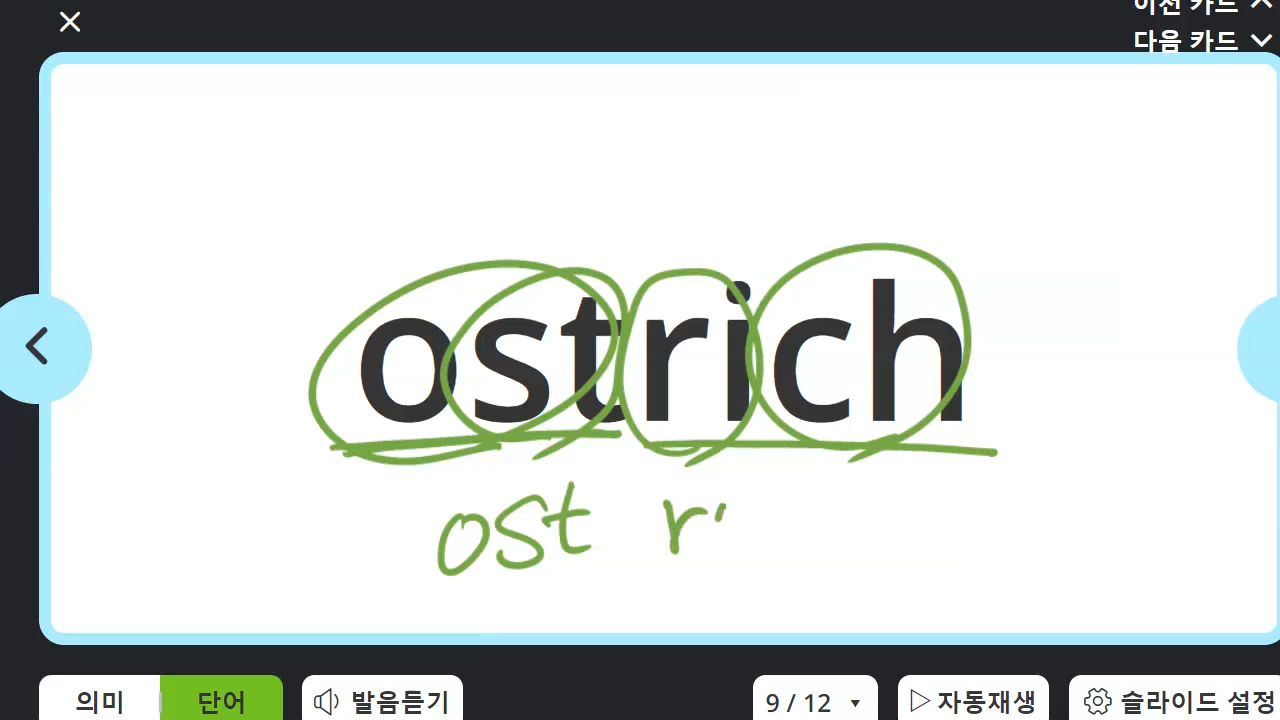 이전 카드
다음 카드
ostrich
ost ri
의미
단어
발음듣기
9 / 12
자동재생
슬라이드 설정